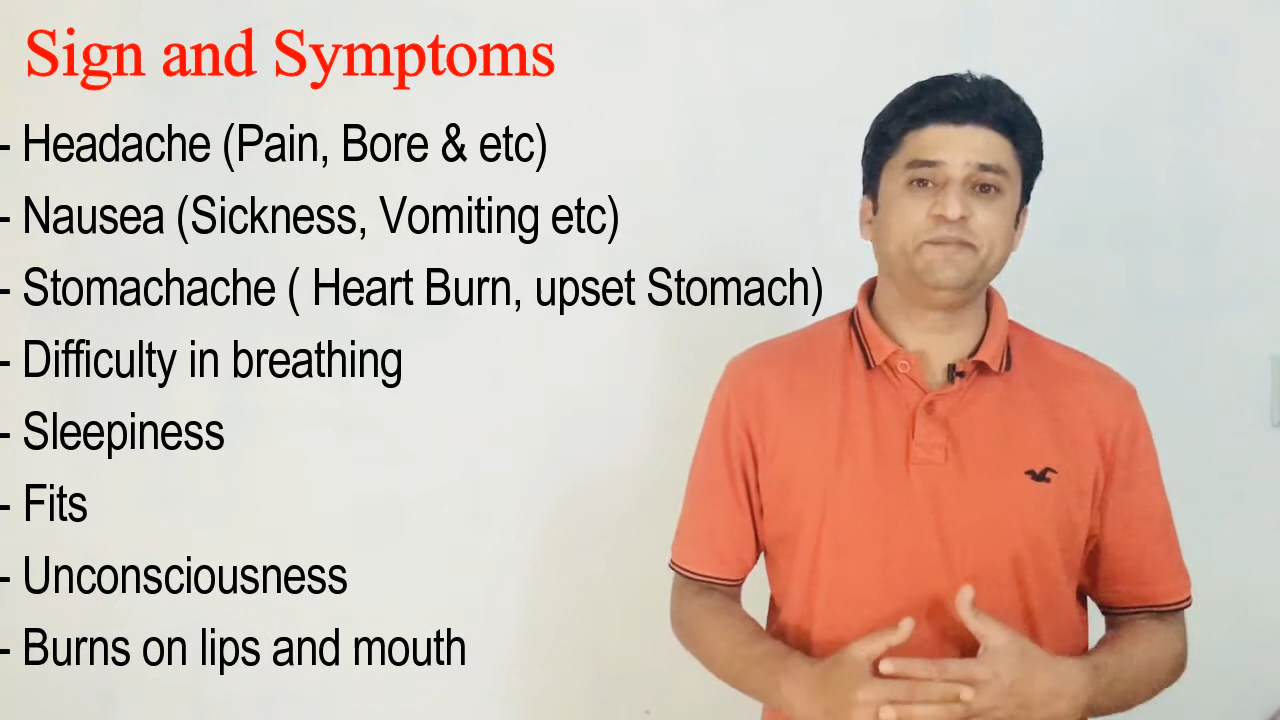 Sign and Symptoms
- Headache (Pain, Bore & etc)
- Nausea (Sickness, Vomiting etc)
- Stomachache ( Heart Burn, upset Stomach)
- Difficulty in breathing
- Sleepiness
- Fits
- Unconsciousness
- Burns on lips and mouth